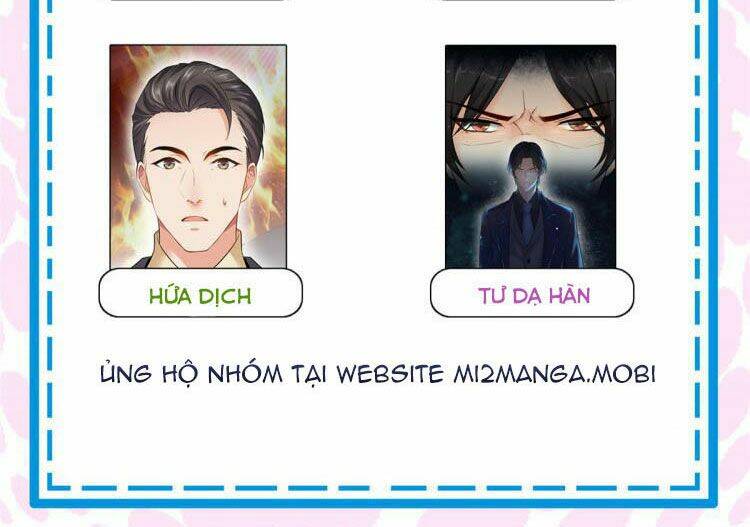 HỨA DỊCH
TƯ DẠ HÀN
ỦNG HỘ NHÓM TẠI WEBSITE MI2MANGA.MOBI